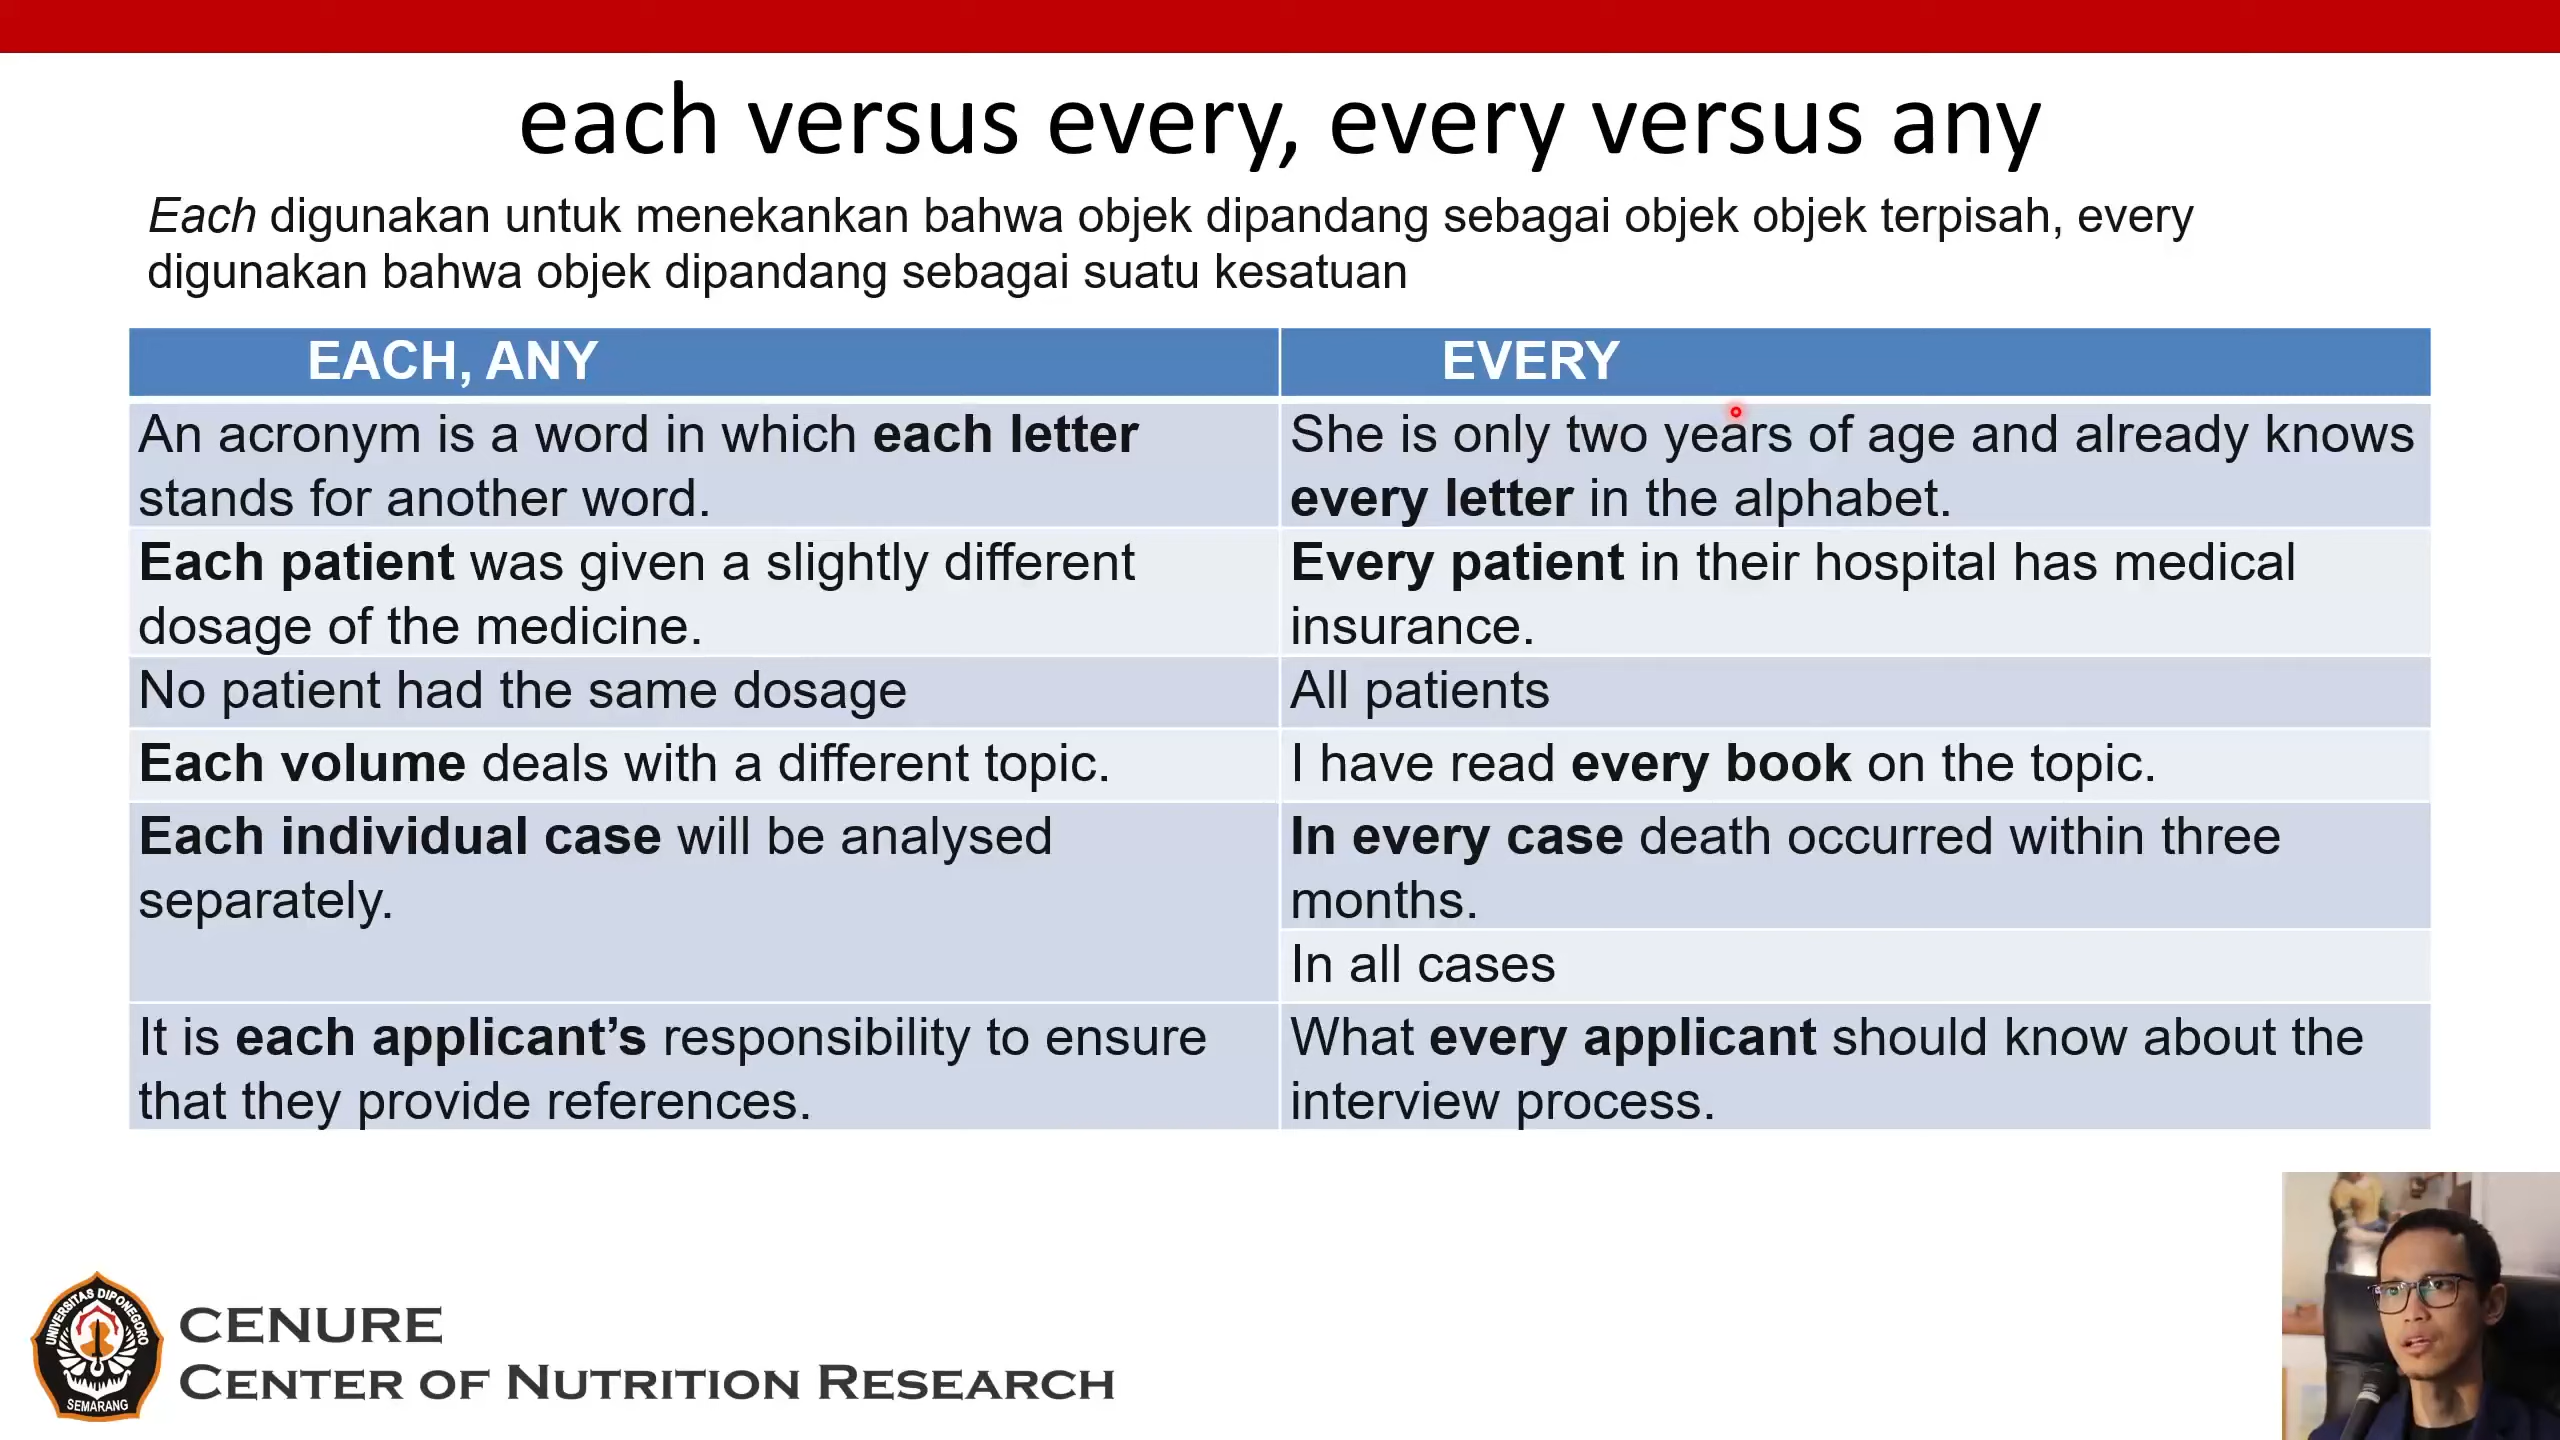 each versus every, every versus any
Each digunakan untuk menekankan bahwa objek dipandang sebagai objek objek terpisah, every
digunakan bahwa objek dipandang sebagai suatu kesatuan
EACH, ANY
EVERY
An acronym is a word in which each letter
stands for another word.
She is only two years of age and already knows
every letter in the alphabet.
Each patient was given a slightly different
dosage of the medicine.
Every patient in their hospital has medical
insurance.
No patient had the same dosage
All patients
Each volume deals with a different topic.
I have read every book on the topic.
Each individual case will be analysed
separately.
In every case death occurred within three
months.
In all cases
It is each applicant’s responsibility to ensure
that they provide references.
What every applicant should know about the
interview process.
UNIVERSITAS DIPONEGORO
SEMARANG
CENURE
CENTER OF NUTRITION RESEARCH